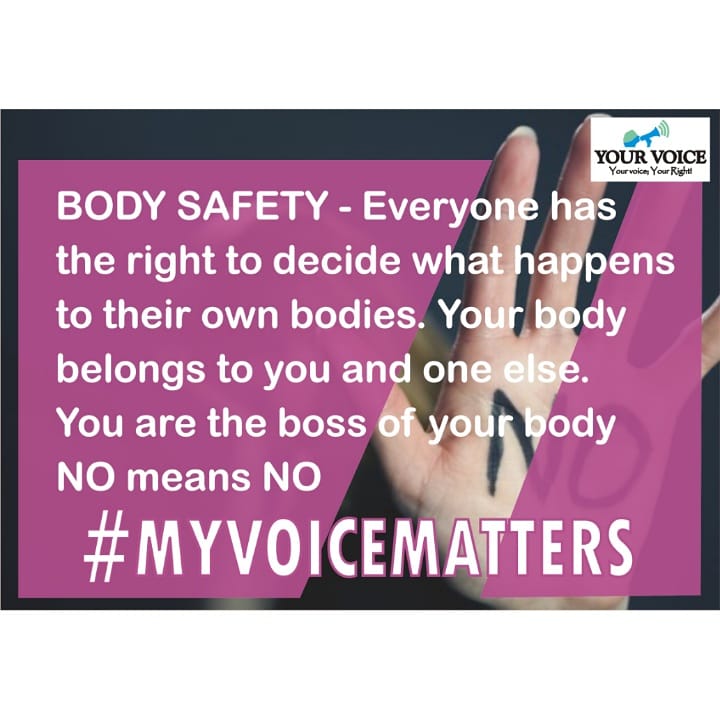 YOUR VOICE
Your voice; Your Right!
BODY SAFETY - Everyone has
the right to decide what happens
to their own bodies. Your body
belongs to you and one else.
You are the boss of your body
NO means NO
NO
#MYVOICEMATTERS